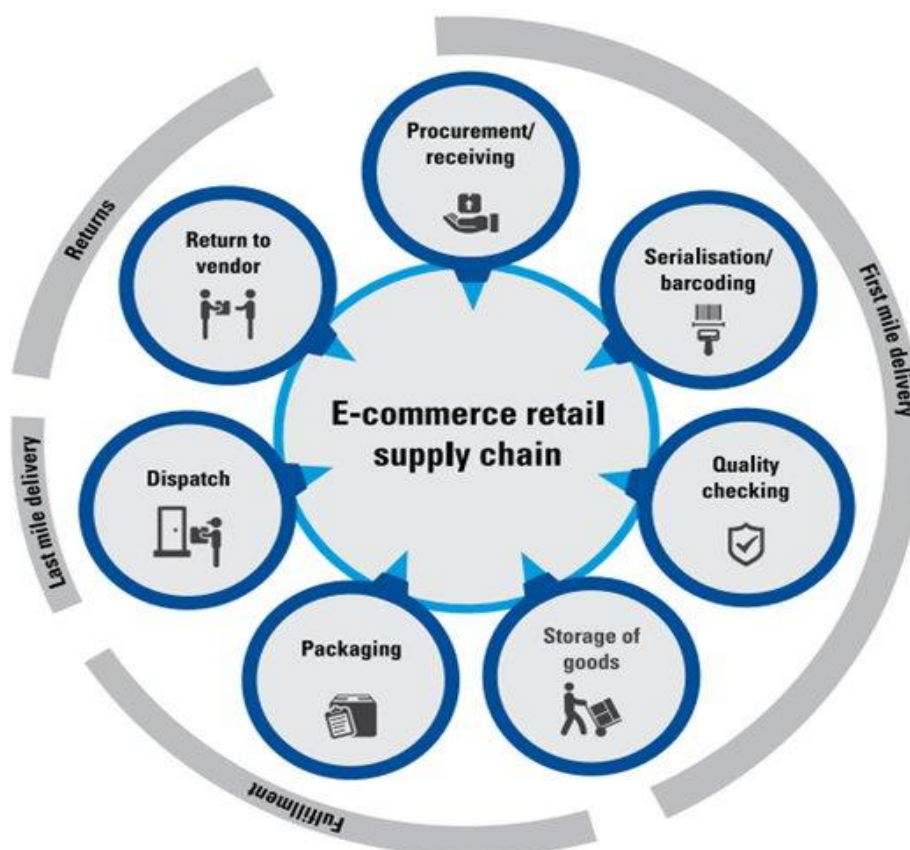 Procurement/
receiving
Serialisation/
barcoding
Quality
checking
Storage of
goods
Packaging
Dispatch
Return to
vendor
E-commerce retail
supply chain
First mile delivery
Fulfillment
Last mile delivery
Returns